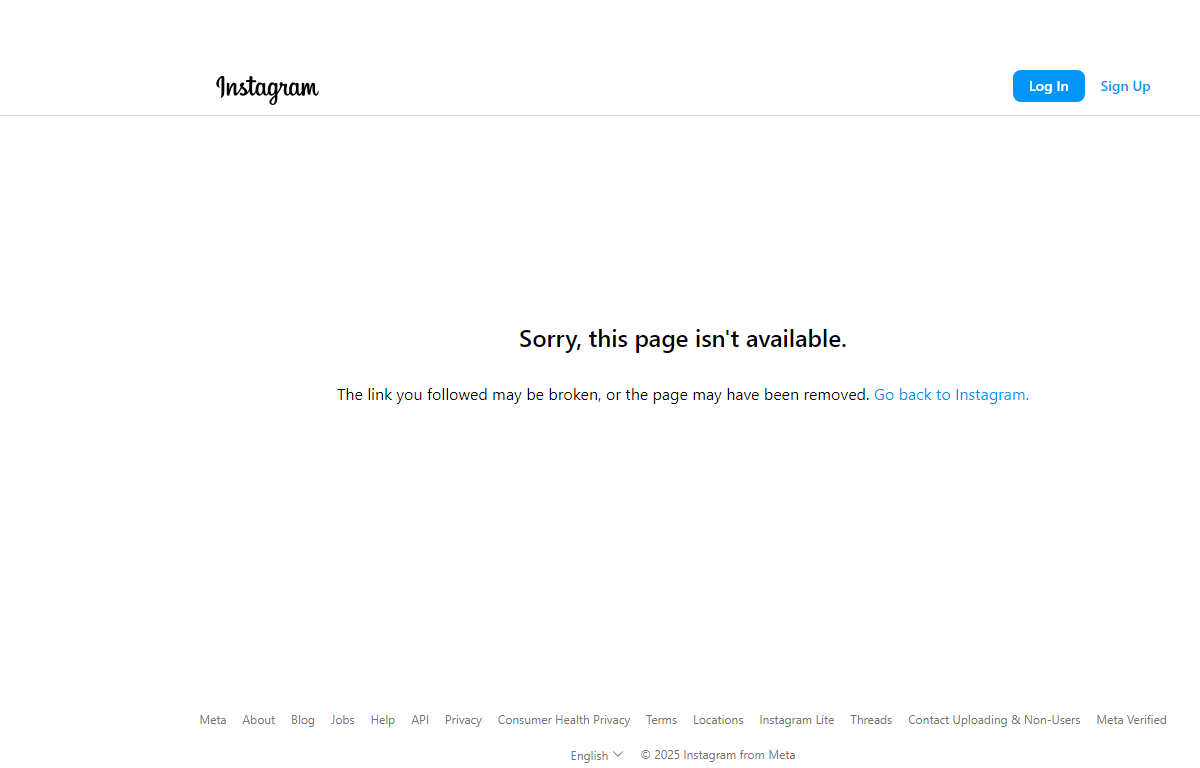 Instagram
Log In
Sign Up
Sorry, this page isn't available.
The link you followed may be broken, or the page may have been removed. Go back to Instagram.
Meta About Blog Jobs Help API Privacy Consumer Health Privacy Terms Locations Instagram Lite Threads Contact Uploading & Non-Users Meta Verified
English © 2025 Instagram from Meta